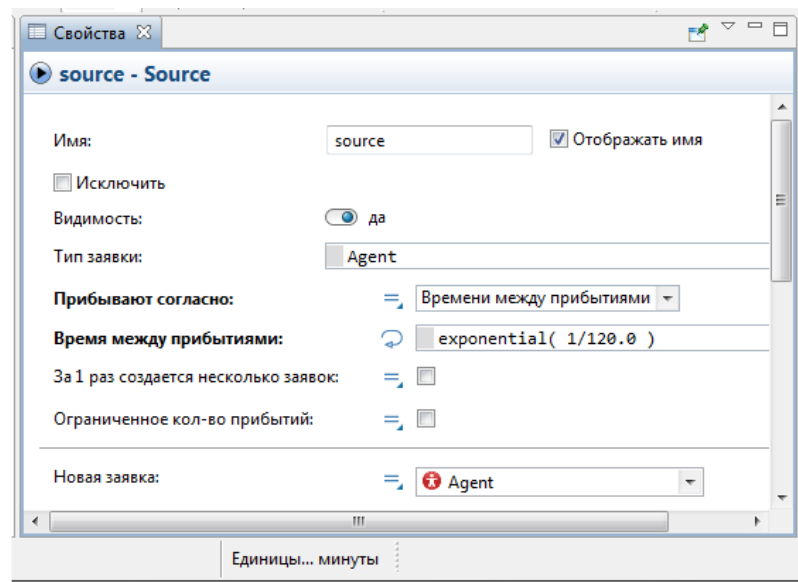 Свойства
source - Source
Имя: source Отображать имя
Исключить
Видимость: да
Тип заявки: Agent
Прибывают согласно: = Времени между прибытиями
Время между прибытиями: exponential( 1/120.0 )
За 1 раз создается несколько заявок: =
Ограниченное кол-во прибытий: =
Новая заявка: = Agent
Единицы... минуты